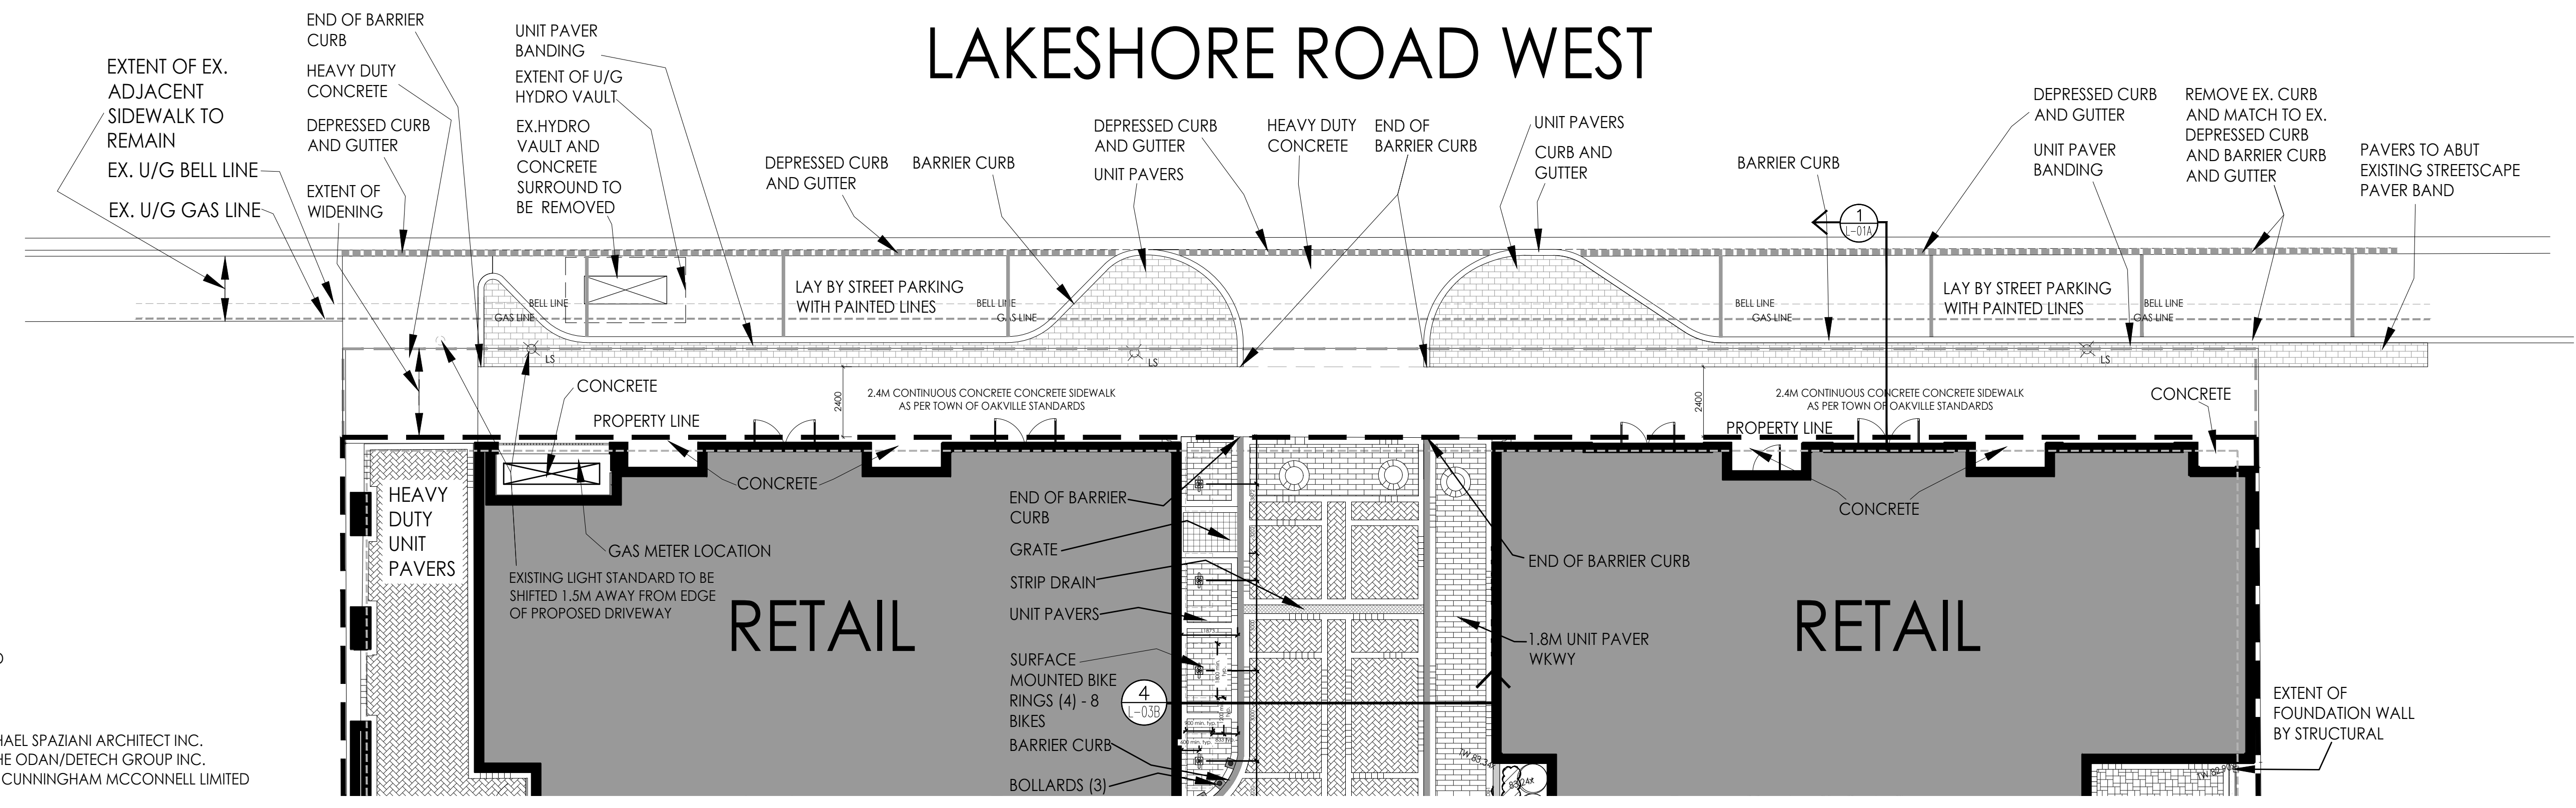 LAKESHORE ROAD WEST
EXTENT OF EX.
ADJACENT
SIDEWALK TO
REMAIN
EX. U/G BELL LINE
EX. U/G GAS LINE
END OF BARRIER
CURB
HEAVY DUTY
CONCRETE
DEPRESSED CURB
AND GUTTER
EXTENT OF
WIDENING
UNIT PAVER
BANDING
EXTENT OF U/G
HYDRO VAULT
EX.HYDRO
VAULT AND
CONCRETE
SURROUND TO
BE REMOVED
DEPRESSED CURB
AND GUTTER
BARRIER CURB
DEPRESSED CURB
AND GUTTER
UNIT PAVERS
HEAVY DUTY
CONCRETE
END OF
BARRIER CURB
UNIT PAVERS
CURB AND
GUTTER
BARRIER CURB
1
L-01A
DEPRESSED CURB
AND GUTTER
UNIT PAVER
BANDING
REMOVE EX. CURB
AND MATCH TO EX.
DEPRESSED CURB
AND BARRIER CURB
AND GUTTER
PAVERS TO ABUT
EXISTING STREETSCAPE
PAVER BAND
LAY BY STREET PARKING
WITH PAINTED LINES
LAY BY STREET PARKING
WITH PAINTED LINES
BELL LINE
BELL LINE
BELL LINE
BELL LINE
GAS LINE
GAS LINE
GAS LINE
GAS LINE
LS
LS
LS
CONCRETE
2400
2.4M CONTINUOUS CONCRETE CONCRETE SIDEWALK
AS PER TOWN OF OAKVILLE STANDARDS
2400
2.4M CONTINUOUS CONCRETE CONCRETE SIDEWALK
AS PER TOWN OF OAKVILLE STANDARDS
CONCRETE
PROPERTY LINE
PROPERTY LINE
HEAVY
DUTY
UNIT
PAVERS
CONCRETE
GAS METER LOCATION
EXISTING LIGHT STANDARD TO BE
SHIFTED 1.5M AWAY FROM EDGE
OF PROPOSED DRIVEWAY
RETAIL
END OF BARRIER
CURB
GRATE
STRIP DRAIN
UNIT PAVERS
SURFACE
MOUNTED BIKE
RINGS (4) - 8
BIKES
BARRIER CURB
BOLLARDS (3)
4
L-03B
1875
600 min. typ.
CONCRETE
END OF BARRIER CURB
1.8M UNIT PAVER
WKWY
RETAIL
EXTENT OF
FOUNDATION WALL
BY STRUCTURAL
HAEL SPAZIANI ARCHITECT INC.
HE ODAN/DETECH GROUP INC.
CUNNINGHAM MCCONNELL LIMITED